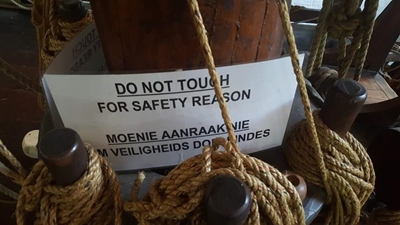 DO NOT TOUCH
FOR SAFETY REASON
MOENIE AANRAAK NIE
VEILIGHEIDS